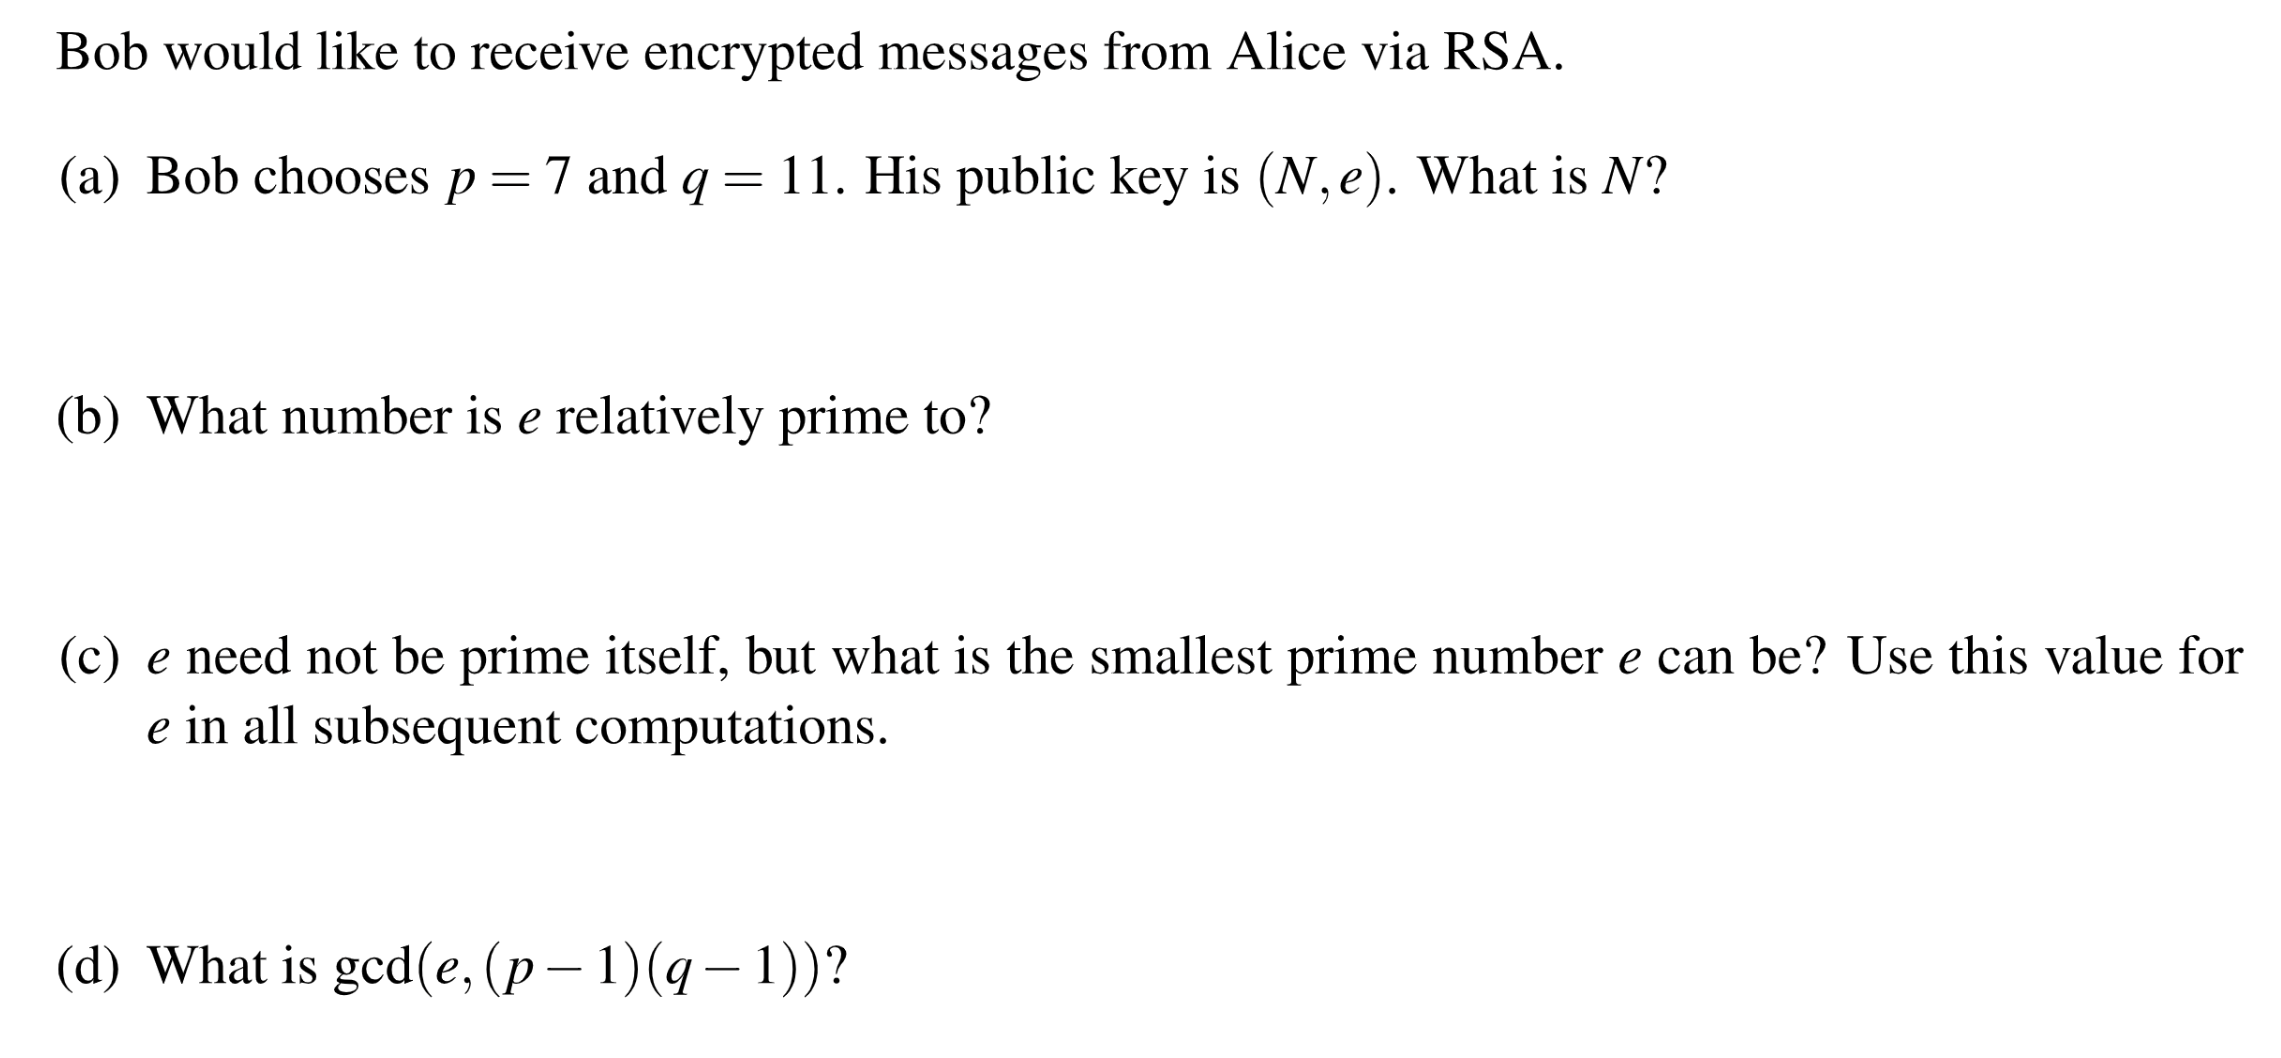 Bob would like to receive encrypted messages from Alice via RSA.
(a) Bob chooses p = 7 and q = 11. His public key is (N, e). What is N?
(b) What number is e relatively prime to?
(c) e need not be prime itself, but what is the smallest prime number e can be? Use this value for
e in all subsequent computations.
(d) What is gcd(e, (p − 1)(q − 1))?